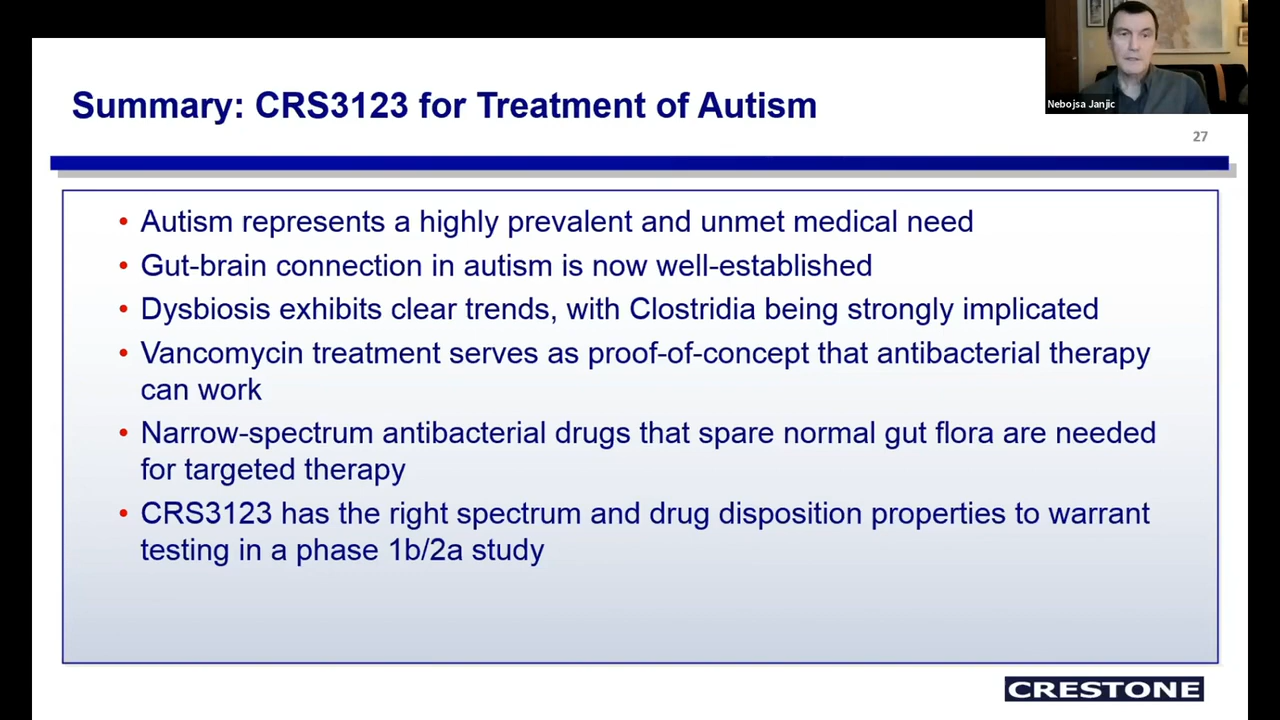 Nebojsa Janjic
Summary: CRS3123 for Treatment of Autism
27
• Autism represents a highly prevalent and unmet medical need
• Gut-brain connection in autism is now well-established
• Dysbiosis exhibits clear trends, with Clostridia being strongly implicated
• Vancomycin treatment serves as proof-of-concept that antibacterial therapy
can work
• Narrow-spectrum antibacterial drugs that spare normal gut flora are needed
for targeted therapy
• CRS3123 has the right spectrum and drug disposition properties to warrant
testing in a phase 1b/2a study
CRESTONE